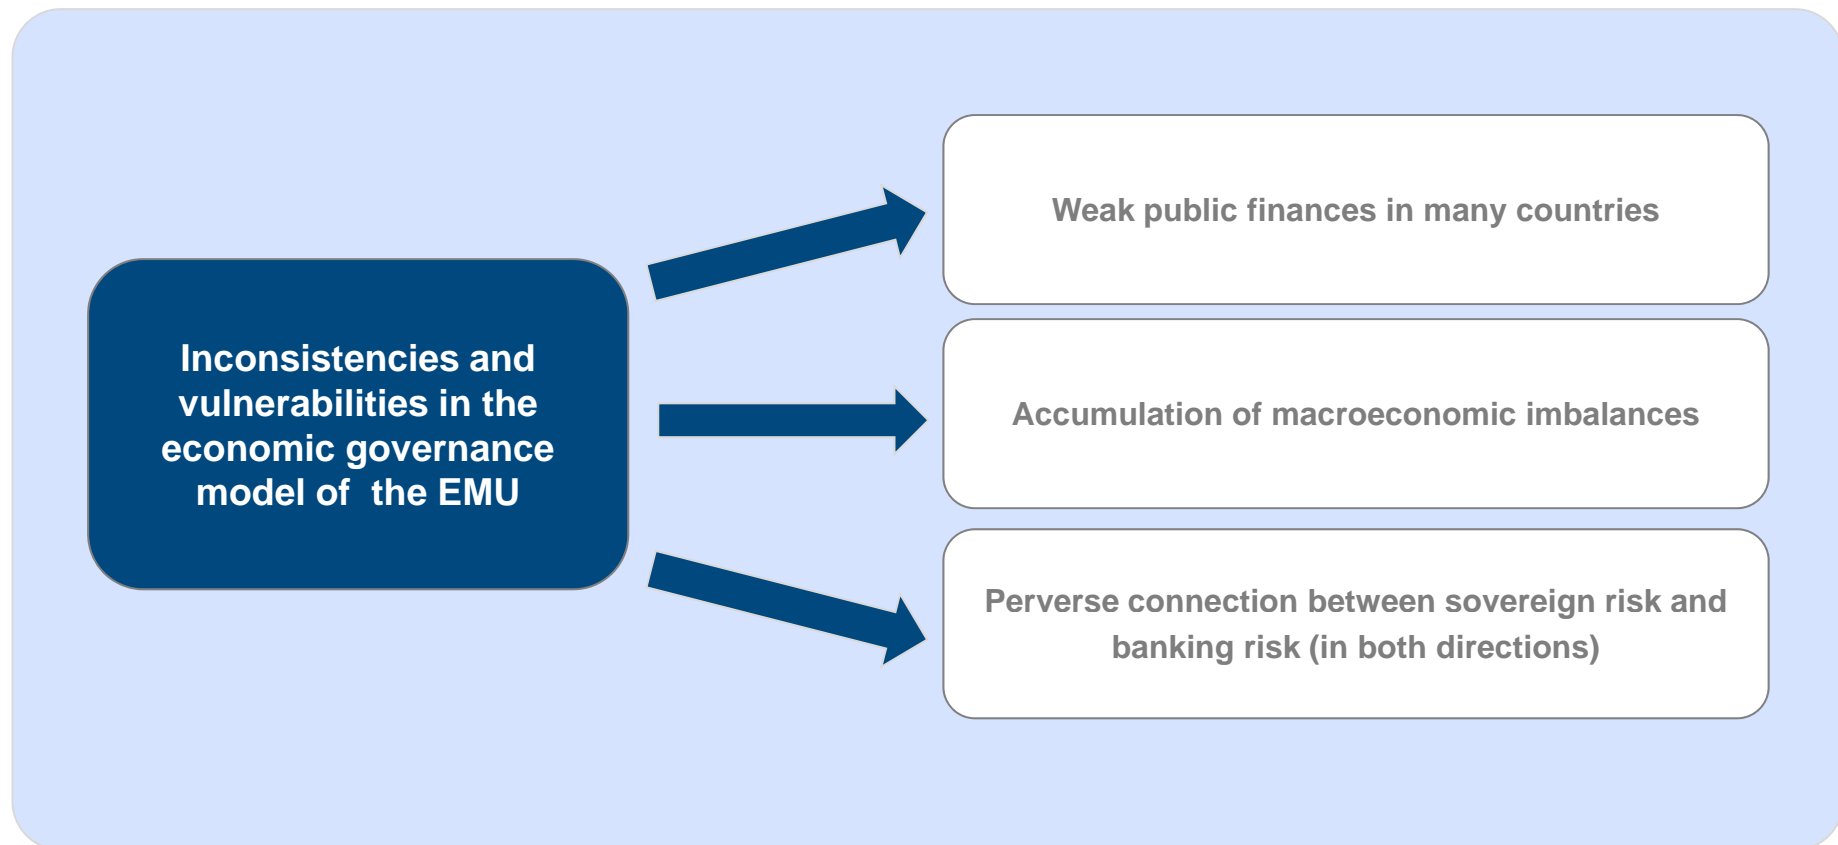 Weak public finances in many countries
Inconsistencies and
vulnerabilities in the
economic governance
model of  the EMU
Accumulation of macroeconomic imbalances
Perverse connection between sovereign risk and
banking risk (in both directions)